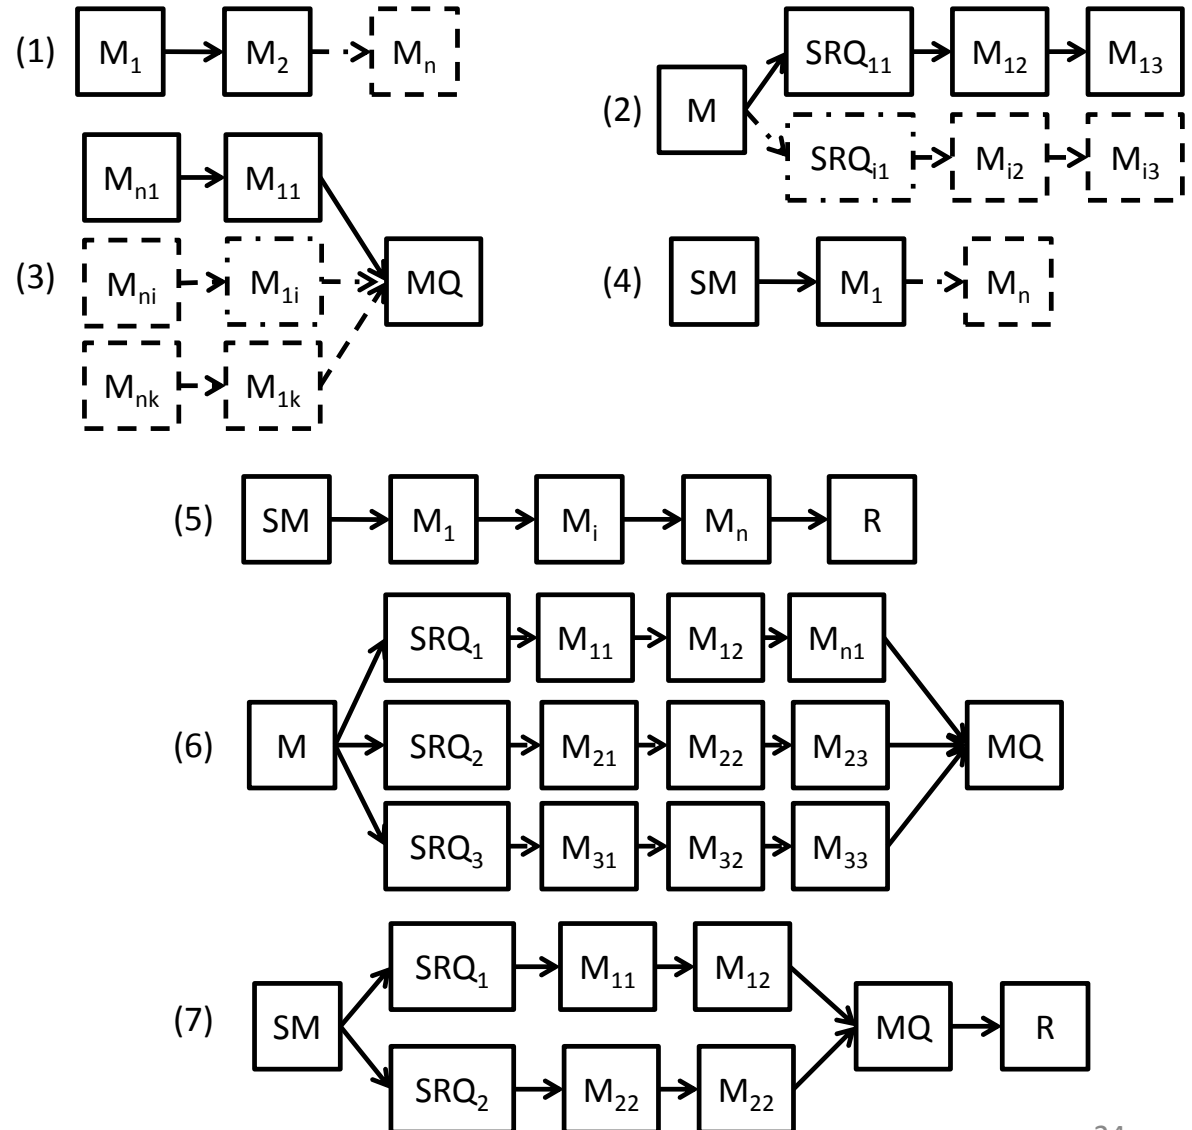 (1) M₁ M₂ Mₙ
(2) M SRQ₁₁ M₁₂ M₁₃
SRQᵢ₁ Mᵢ₂ Mᵢ₃
(3) Mₙ₁ M₁₁
Mₙᵢ M₁ᵢ MQ
Mₙₖ M₁ₖ
(4) SM M₁ Mₙ
(5) SM M₁ Mᵢ Mₙ R
(6) M SRQ₁ M₁₁ M₁₂ Mₙ₁
SRQ₂ M₂₁ M₂₂ M₂₃ MQ
SRQ₃ M₃₁ M₃₂ M₃₃
(7) SM SRQ₁ M₁₁ M₁₂ MQ R
SRQ₂ M₂₂ M₂₂